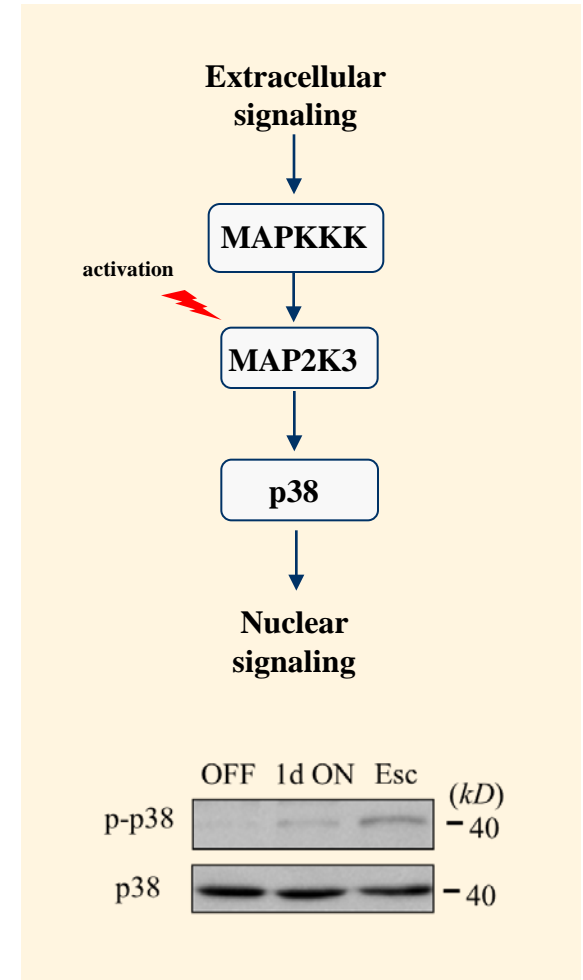 Extracellular
signaling
MAPKKK
activation
MAP2K3
p38
Nuclear
signaling
OFF 1d ON Esc
(kD)
p-p38
40
p38
40